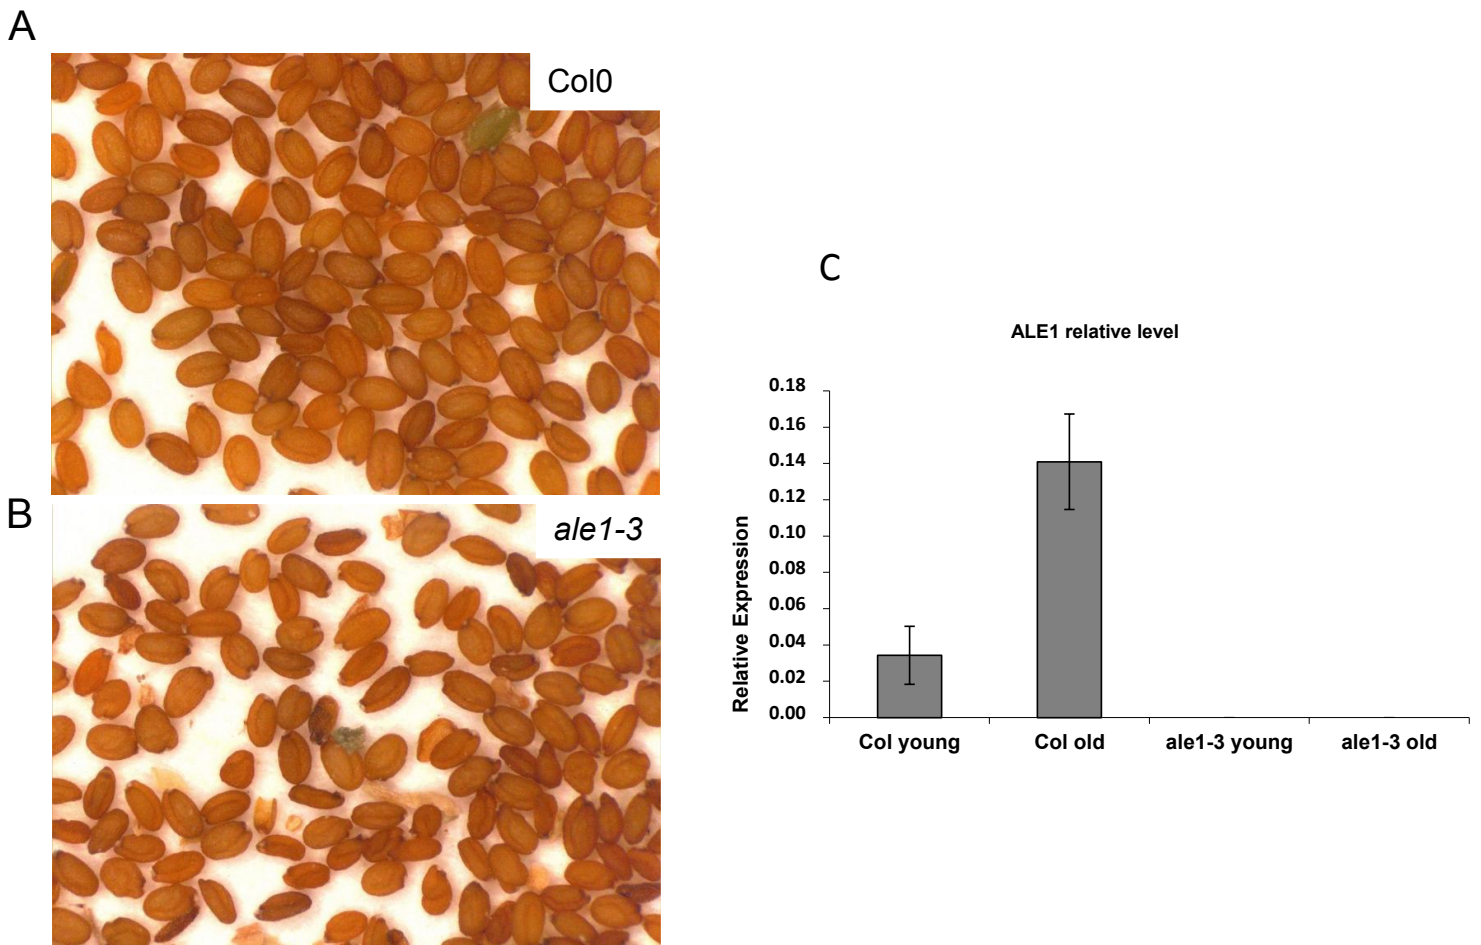 A
Col0
B
ale1-3
C
ALE1 relative level
Relative Expression
0.18
0.16
0.14
0.12
0.10
0.08
0.06
0.04
0.02
0.00
Col young
Col old
ale1-3 young
ale1-3 old